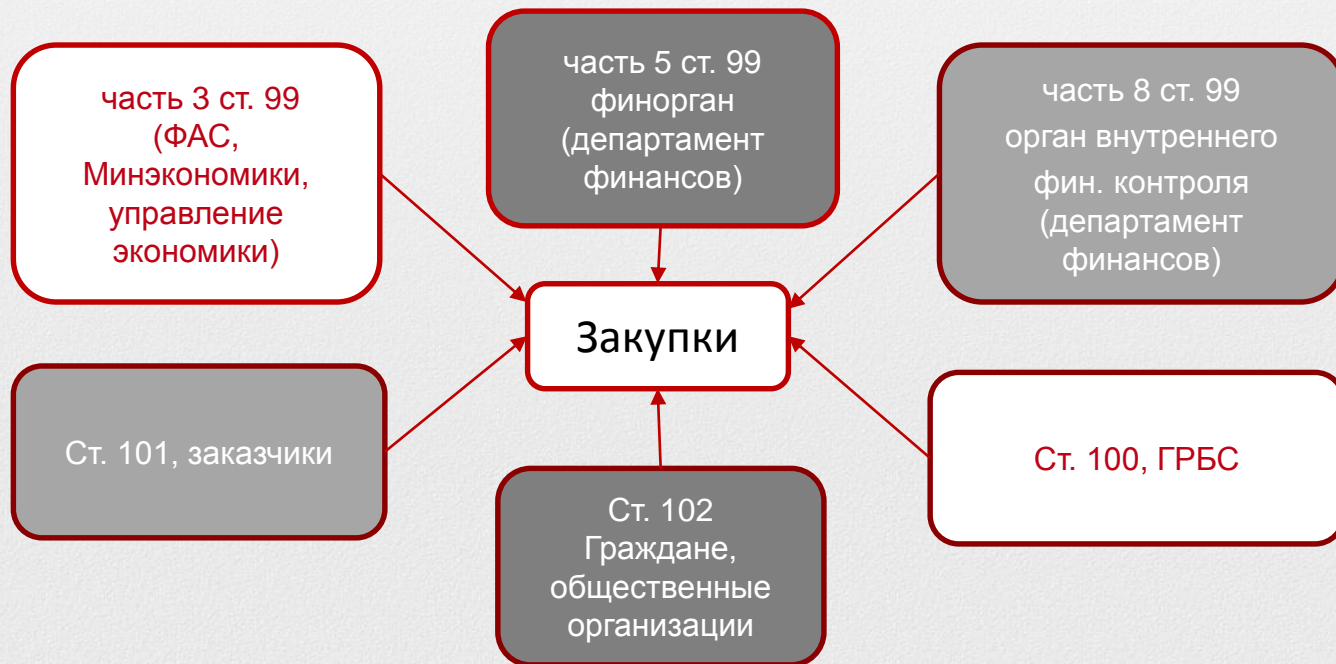 часть 3 ст. 99
(ФАС,
Минэкономики,
управление
экономики)
часть 5 ст. 99
финорган
(департамент
финансов)
часть 8 ст. 99
орган внутреннего
фин. контроля
(департамент
финансов)
Закупки
Ст. 101, заказчики
Ст. 102
Граждане,
общественные
организации
Ст. 100, ГРБС